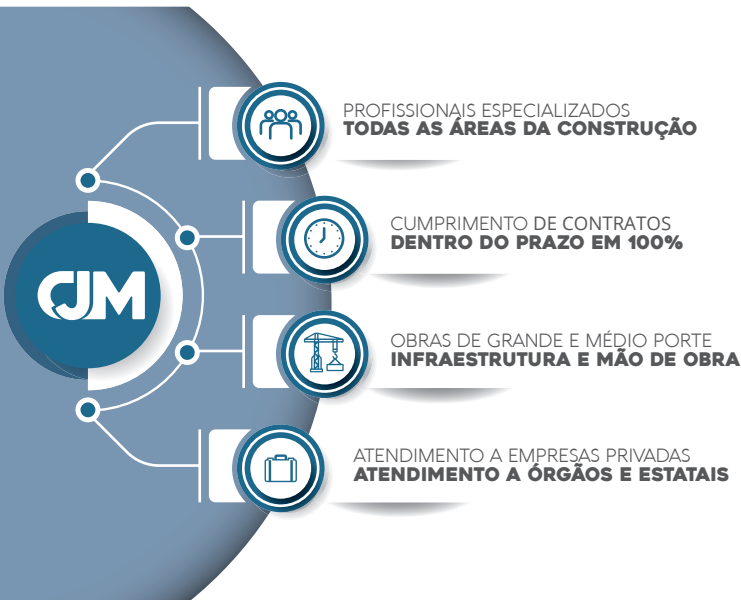 CJM
PROFISSIONAIS ESPECIALIZADOS
TODAS AS ÁREAS DA CONSTRUÇÃO
CUMPRIMENTO DE CONTRATOS
DENTRO DO PRAZO EM 100%
OBRAS DE GRANDE E MÉDIO PORTE
INFRAESTRUTURA E MÃO DE OBRA
ATENDIMENTO A EMPRESAS PRIVADAS
ATENDIMENTO A ÓRGÃOS E ESTATAIS